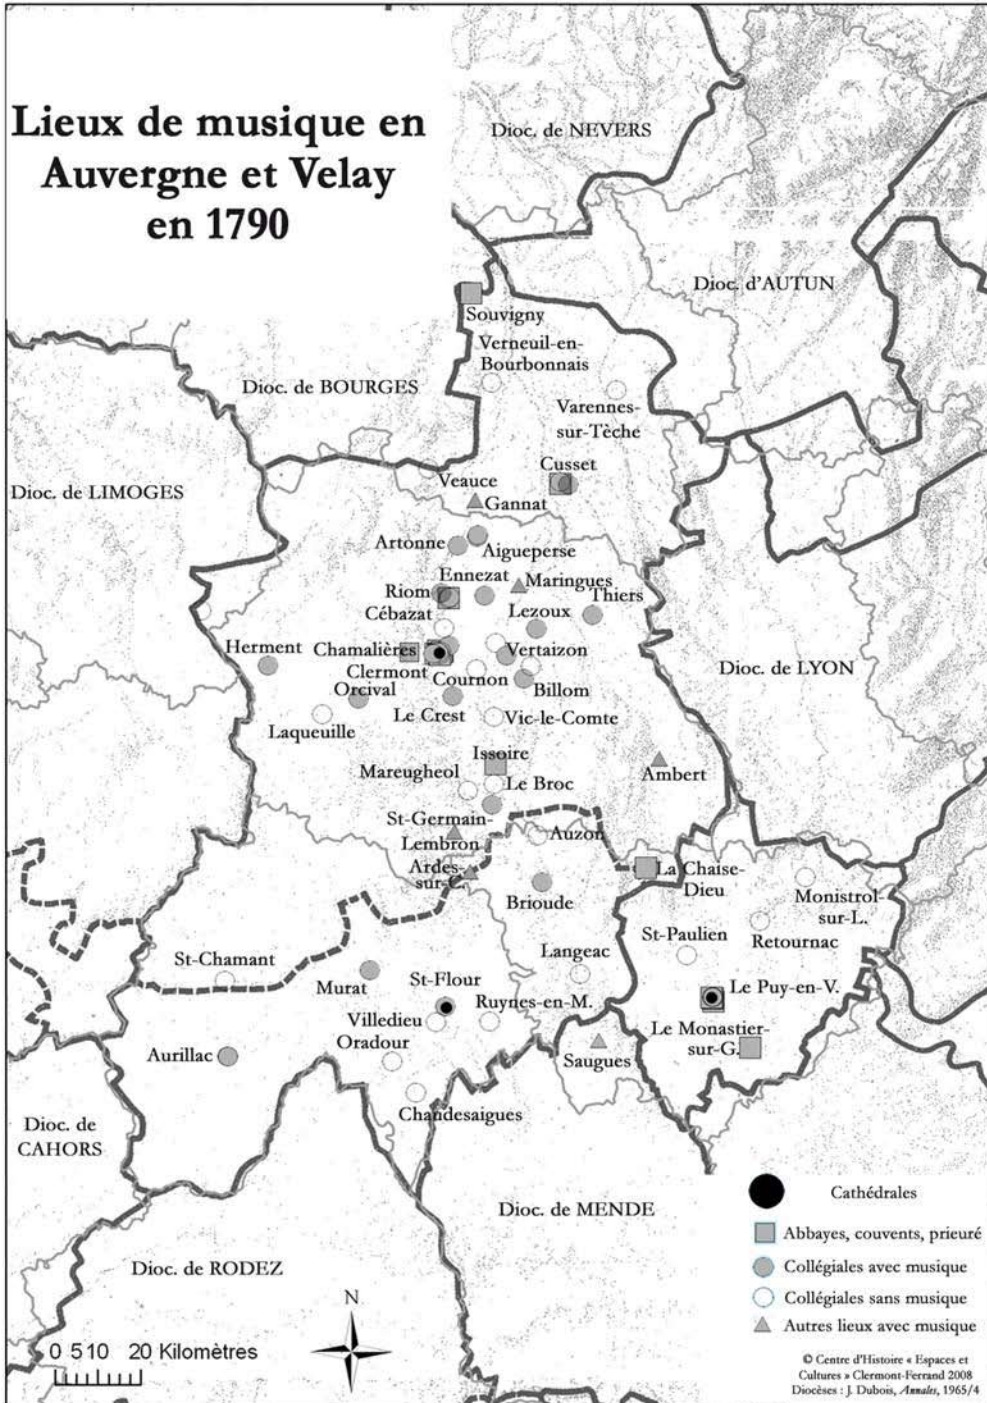 Lieux de musique en
Auvergne et Velay
en 1790
Dioc. de NEVERS
Dioc. d'AUTUN
Souvigny
Verneuil-en-
Bourbonnais
Dioc. de BOURGES
Varennes-
sur-Tèche
Cusset
Veauce
Dioc. de LIMOGES
Gannat
Artonne
Aigueperse
Ennezat
Maringues
Riom
Thiers
Cébazat
Lezoux
Herment
Chamalières
Vertaizon
Dioc. de LYON
Clermont
Cournon
Billom
Orcival
Le Crest
Vic-le-Comte
Laqueuille
Issoire
Ambert
Mareugheol
Le Broc
St-Germain-
Lembron
Auzon
Ardes-
sur-C.
La Chaise-
Dieu
Brioude
Monistrol-
sur-L.
St-Paulien
Retournac
Langeac
St-Chamant
Murat
St-Flour
Le Puy-en-V.
Ruynes-en-M.
Villedieu
Le Monastier-
sur-G.
Oradour
Saugues
Aurillac
Chandesaigues
Dioc. de
CAHORS
Dioc. de MENDE
Dioc. de RODEZ
Cathédrales
Abbayes, couvents, prieuré
Collégiales avec musique
Collégiales sans musique
Autres lieux avec musique
N
0 5 10 20 Kilomètres
© Centre d'Histoire « Espaces et
Cultures » Clermont-Ferrand 2008
Diocèses : J. Dubois, Annales, 1965/4